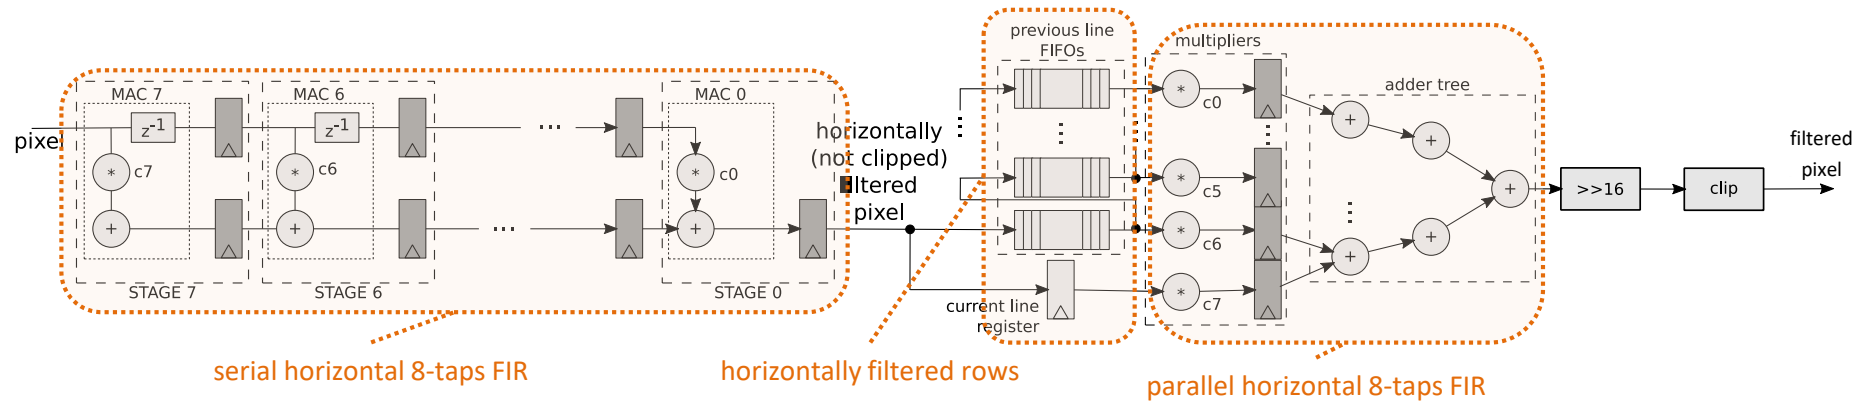 pixel
MAC 7
z-1
*
c7
+
STAGE 7
MAC 6
z-1
*
c6
+
STAGE 6
...
...
MAC 0
*
c0
+
STAGE 0
serial horizontal 8-taps FIR
horizontally
(not clipped)
filtered
pixel
previous line
FIFOs
...
...
current line
register
horizontally filtered rows
multipliers
*
c0
...
*
c5
*
c6
*
c7
adder tree
+
+
+
...
+
+
parallel horizontal 8-taps FIR
>>16
clip
filtered
pixel